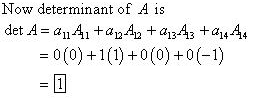 Now determinant of A is
det A = a₁₁A₁₁ + a₁₂A₁₂ + a₁₃A₁₃ + a₁₄A₁₄
= 0(0) + 1(1) + 0(0) + 0(-1)
= 1